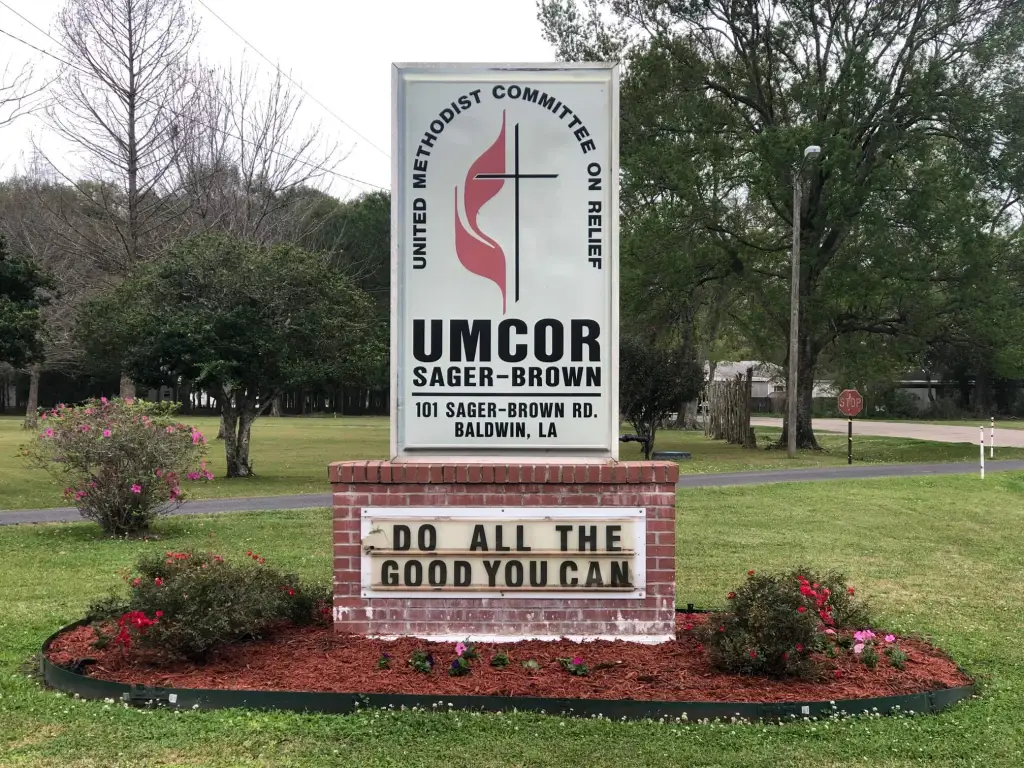 UNITED METHODIST COMMITTEE ON RELIEF
UMCOR
SAGER-BROWN
101 SAGER-BROWN RD.
BALDWIN, LA
DO ALL THE
GOOD YOU CAN
STOP